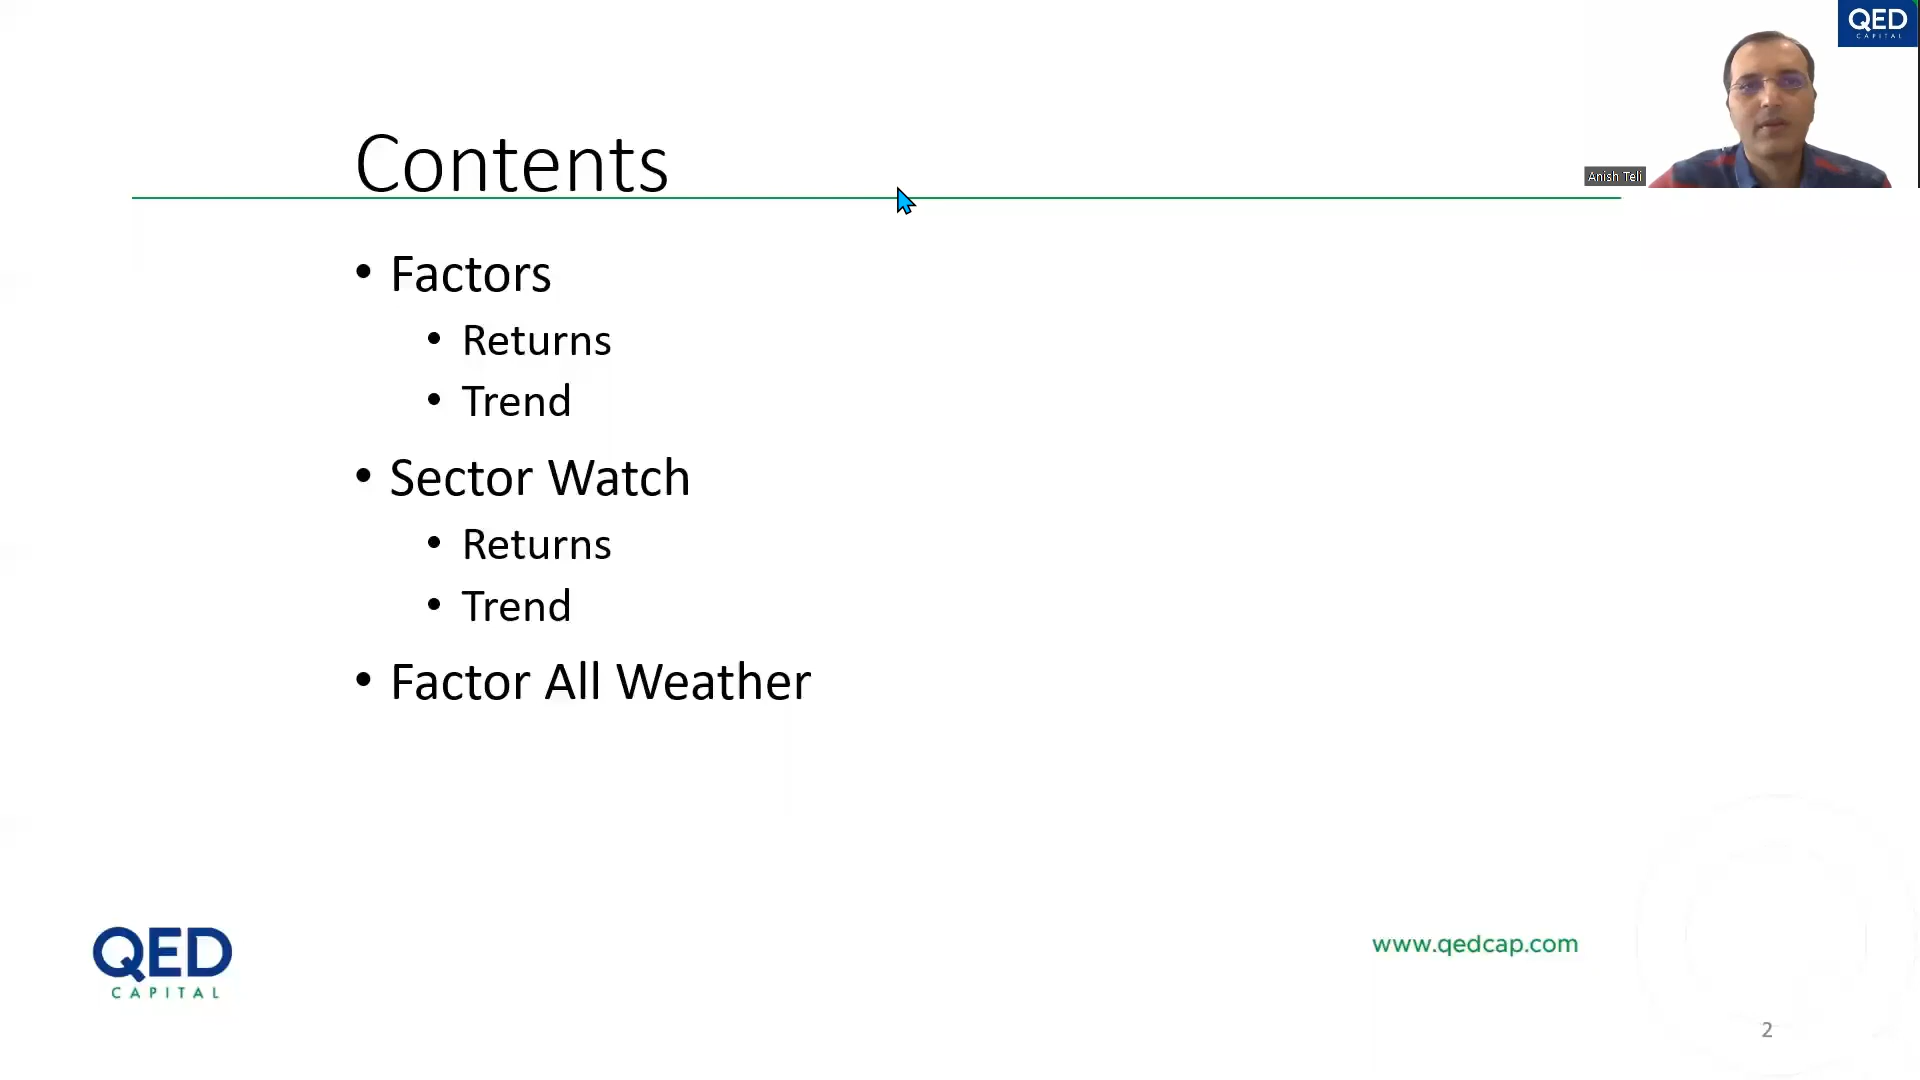 QED
CAPITAL
Anish Teli
Contents
• Factors
• Returns
• Trend
• Sector Watch
• Returns
• Trend
• Factor All Weather
QED
CAPITAL
www.qedcap.com
2